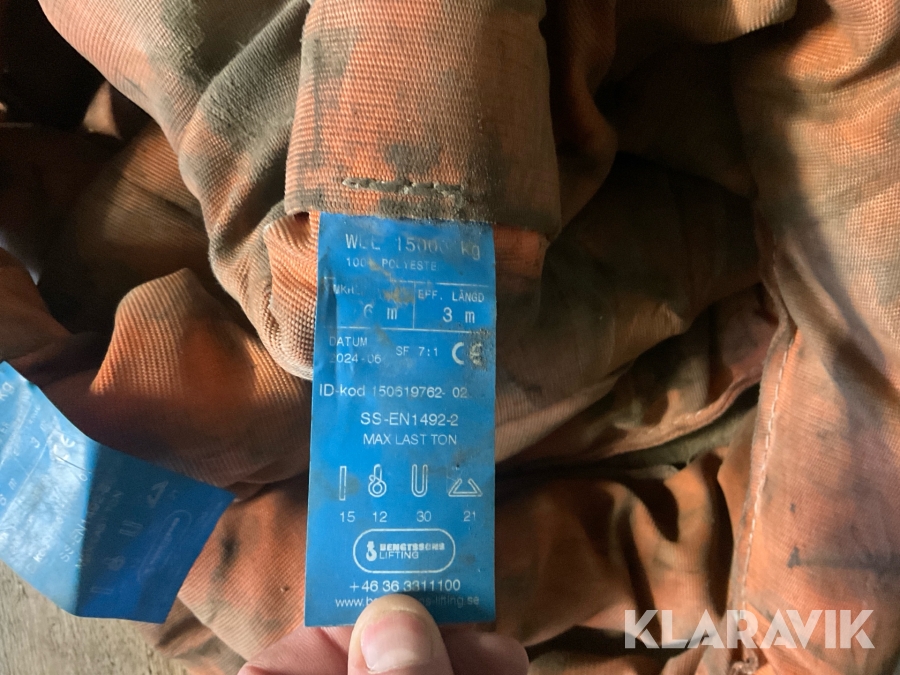 WLL 15000 kg
100% POLYESTE
EFF. LÄNGD
6 m
3 m
DATUM
2024-06
SF 7:1
CE
ID-kod 150619762- 02
SS-EN1492-2
MAX LAST TON
15 12 30 21
BENGTSSONS
LIFTING
+46 36 3311100
KLARAVIK